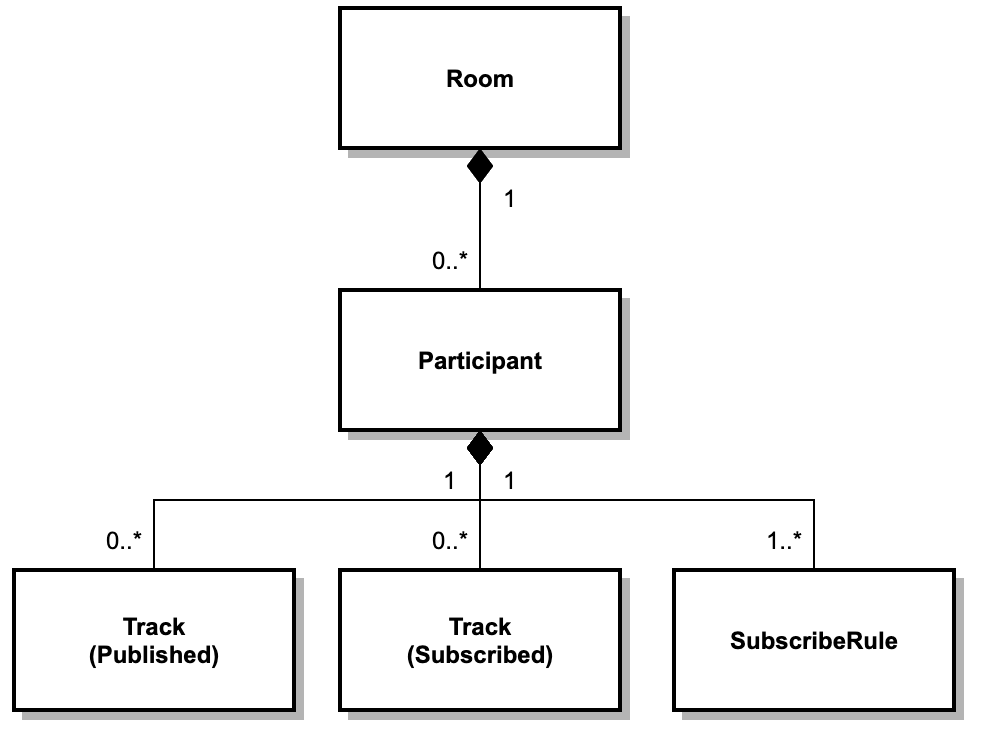 Room
1
0..*
Participant
1 1
0..* 0..* 1..*
Track
(Published)
Track
(Subscribed)
SubscribeRule